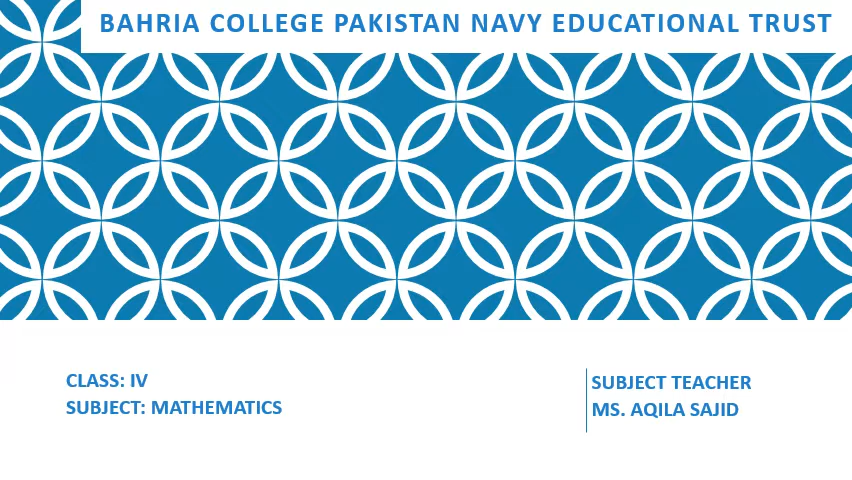 BAHRIA COLLEGE PAKISTAN NAVY EDUCATIONAL TRUST
CLASS: IV
SUBJECT: MATHEMATICS
SUBJECT TEACHER
MS. AQILA SAJID